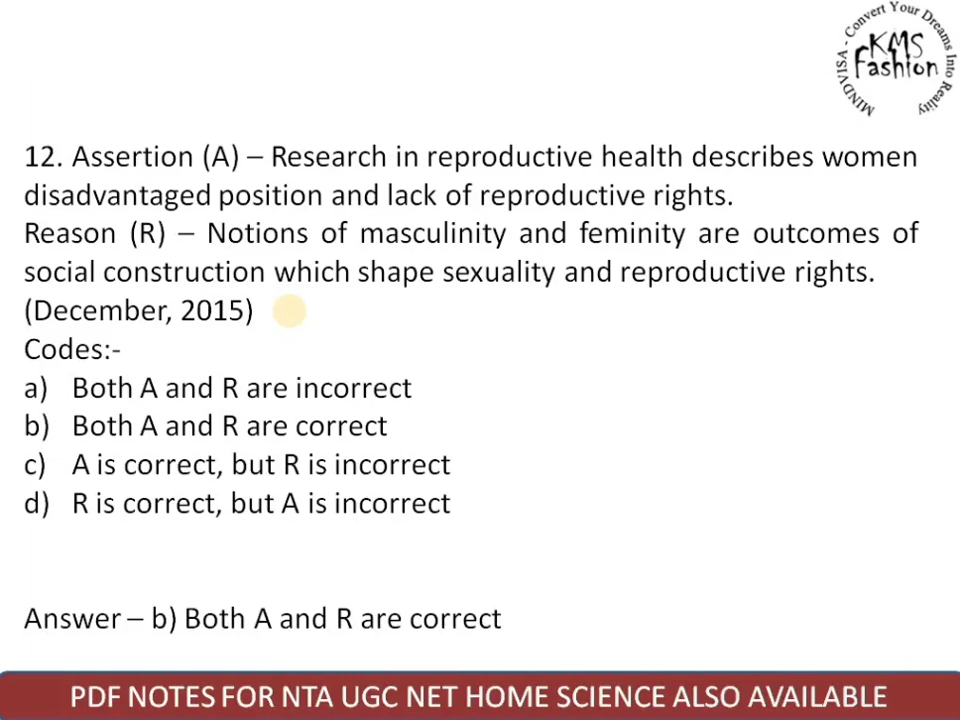 MINDVISA - Convert Your Dreams Into Reality
KMS
Fashion
12. Assertion (A) – Research in reproductive health describes women
disadvantaged position and lack of reproductive rights.
Reason (R) – Notions of masculinity and feminity are outcomes of
social construction which shape sexuality and reproductive rights.
(December, 2015)
Codes:-
a) Both A and R are incorrect
b) Both A and R are correct
c) A is correct, but R is incorrect
d) R is correct, but A is incorrect
Answer – b) Both A and R are correct
PDF NOTES FOR NTA UGC NET HOME SCIENCE ALSO AVAILABLE